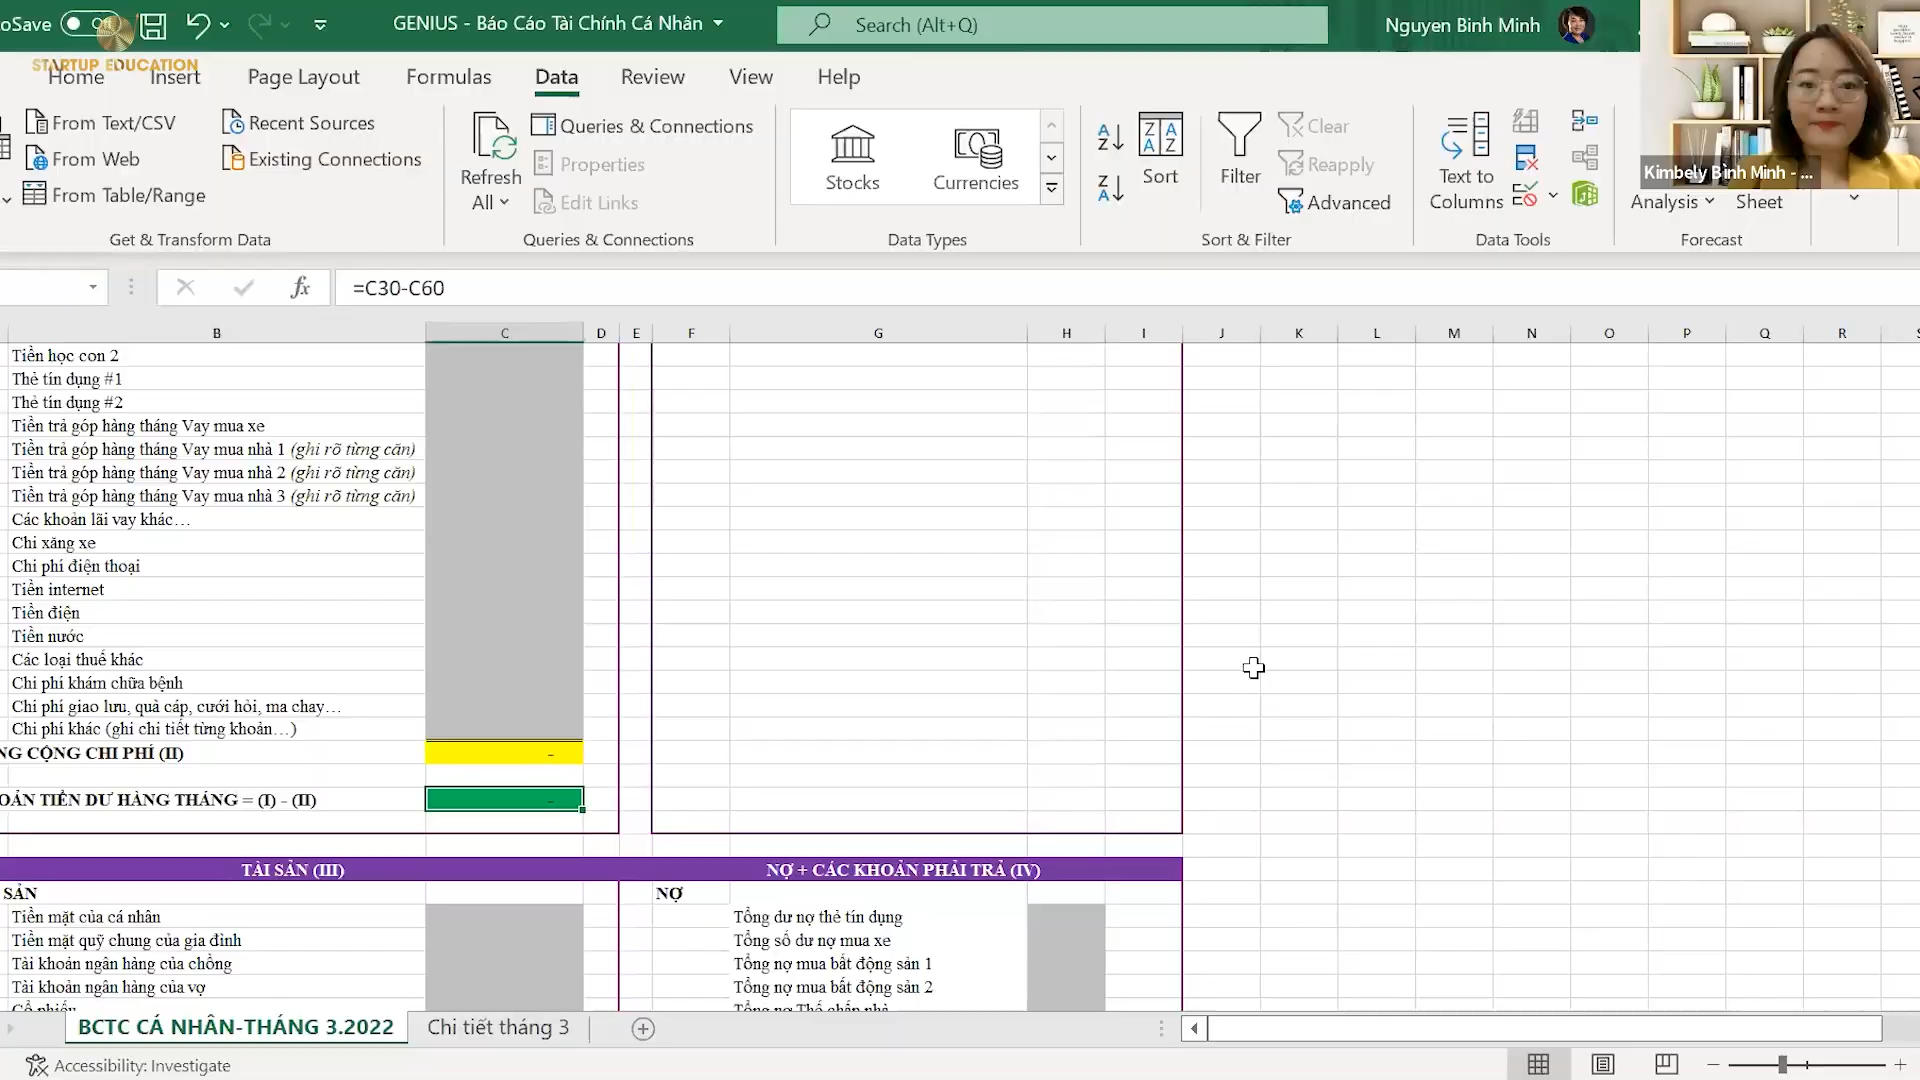 oSave Off GENIUS - Báo Cáo Tài Chính Cá Nhân Search (Alt+Q) Nguyen Binh Minh
STARTUP EDUCATION
Home Insert Page Layout Formulas Data Review View Help
From Text/CSV Recent Sources
From Web Existing Connections
From Table/Range
Get & Transform Data
Refresh All
Queries & Connections
Properties
Edit Links
Queries & Connections
Stocks Currencies
Data Types
Sort Filter
Clear
Reapply
Advanced
Sort & Filter
Text to Columns
Data Tools
Kimbely Bình Minh - ...
Analysis Sheet
Forecast
fx =C30-C60
B C D E F G H I J K L M N O P Q R S
Tiền học con 2
Thẻ tín dụng #1
Thẻ tín dụng #2
Tiền trả góp hàng tháng Vay mua xe
Tiền trả góp hàng tháng Vay mua nhà 1 (ghi rõ từng căn)
Tiền trả góp hàng tháng Vay mua nhà 2 (ghi rõ từng căn)
Tiền trả góp hàng tháng Vay mua nhà 3 (ghi rõ từng căn)
Các khoản lãi vay khác…
Chi xăng xe
Chi phí điện thoại
Tiền internet
Tiền điện
Tiền nước
Các loại thuế khác
Chi phí khám chữa bệnh
Chi phí giao lưu, quà cáp, cưới hỏi, ma chay…
Chi phí khác (ghi chi tiết từng khoản…)
NG CỘNG CHI PHÍ (II) -
OẢN TIỀN DƯ HÀNG THÁNG = (I) - (II) -
TÀI SẢN (III) NỢ + CÁC KHOẢN PHẢI TRẢ (IV)
SẢN NỢ
Tiền mặt của cá nhân Tổng dư nợ thẻ tín dụng
Tiền mặt quỹ chung của gia đình Tổng số dư nợ mua xe
Tài khoản ngân hàng của chồng Tổng nợ mua bất động sản 1
Tài khoản ngân hàng của vợ Tổng nợ mua bất động sản 2
Cổ phiếu Tổng nợ Thế chấp nhà
BCTC CÁ NHÂN-THÁNG 3.2022 Chi tiết tháng 3
Accessibility: Investigate